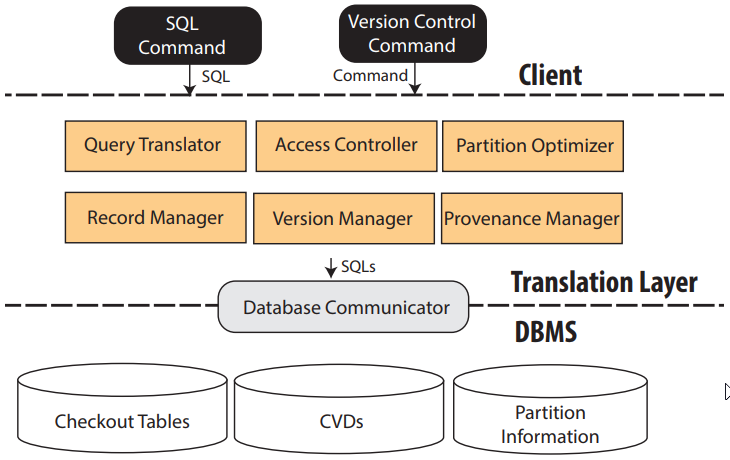 SQL
Command
Version Control
Command
SQL
Command
Client
Query Translator
Access Controller
Partition Optimizer
Record Manager
Version Manager
Provenance Manager
SQLs
Translation Layer
Database Communicator
DBMS
Checkout Tables
CVDs
Partition
Information